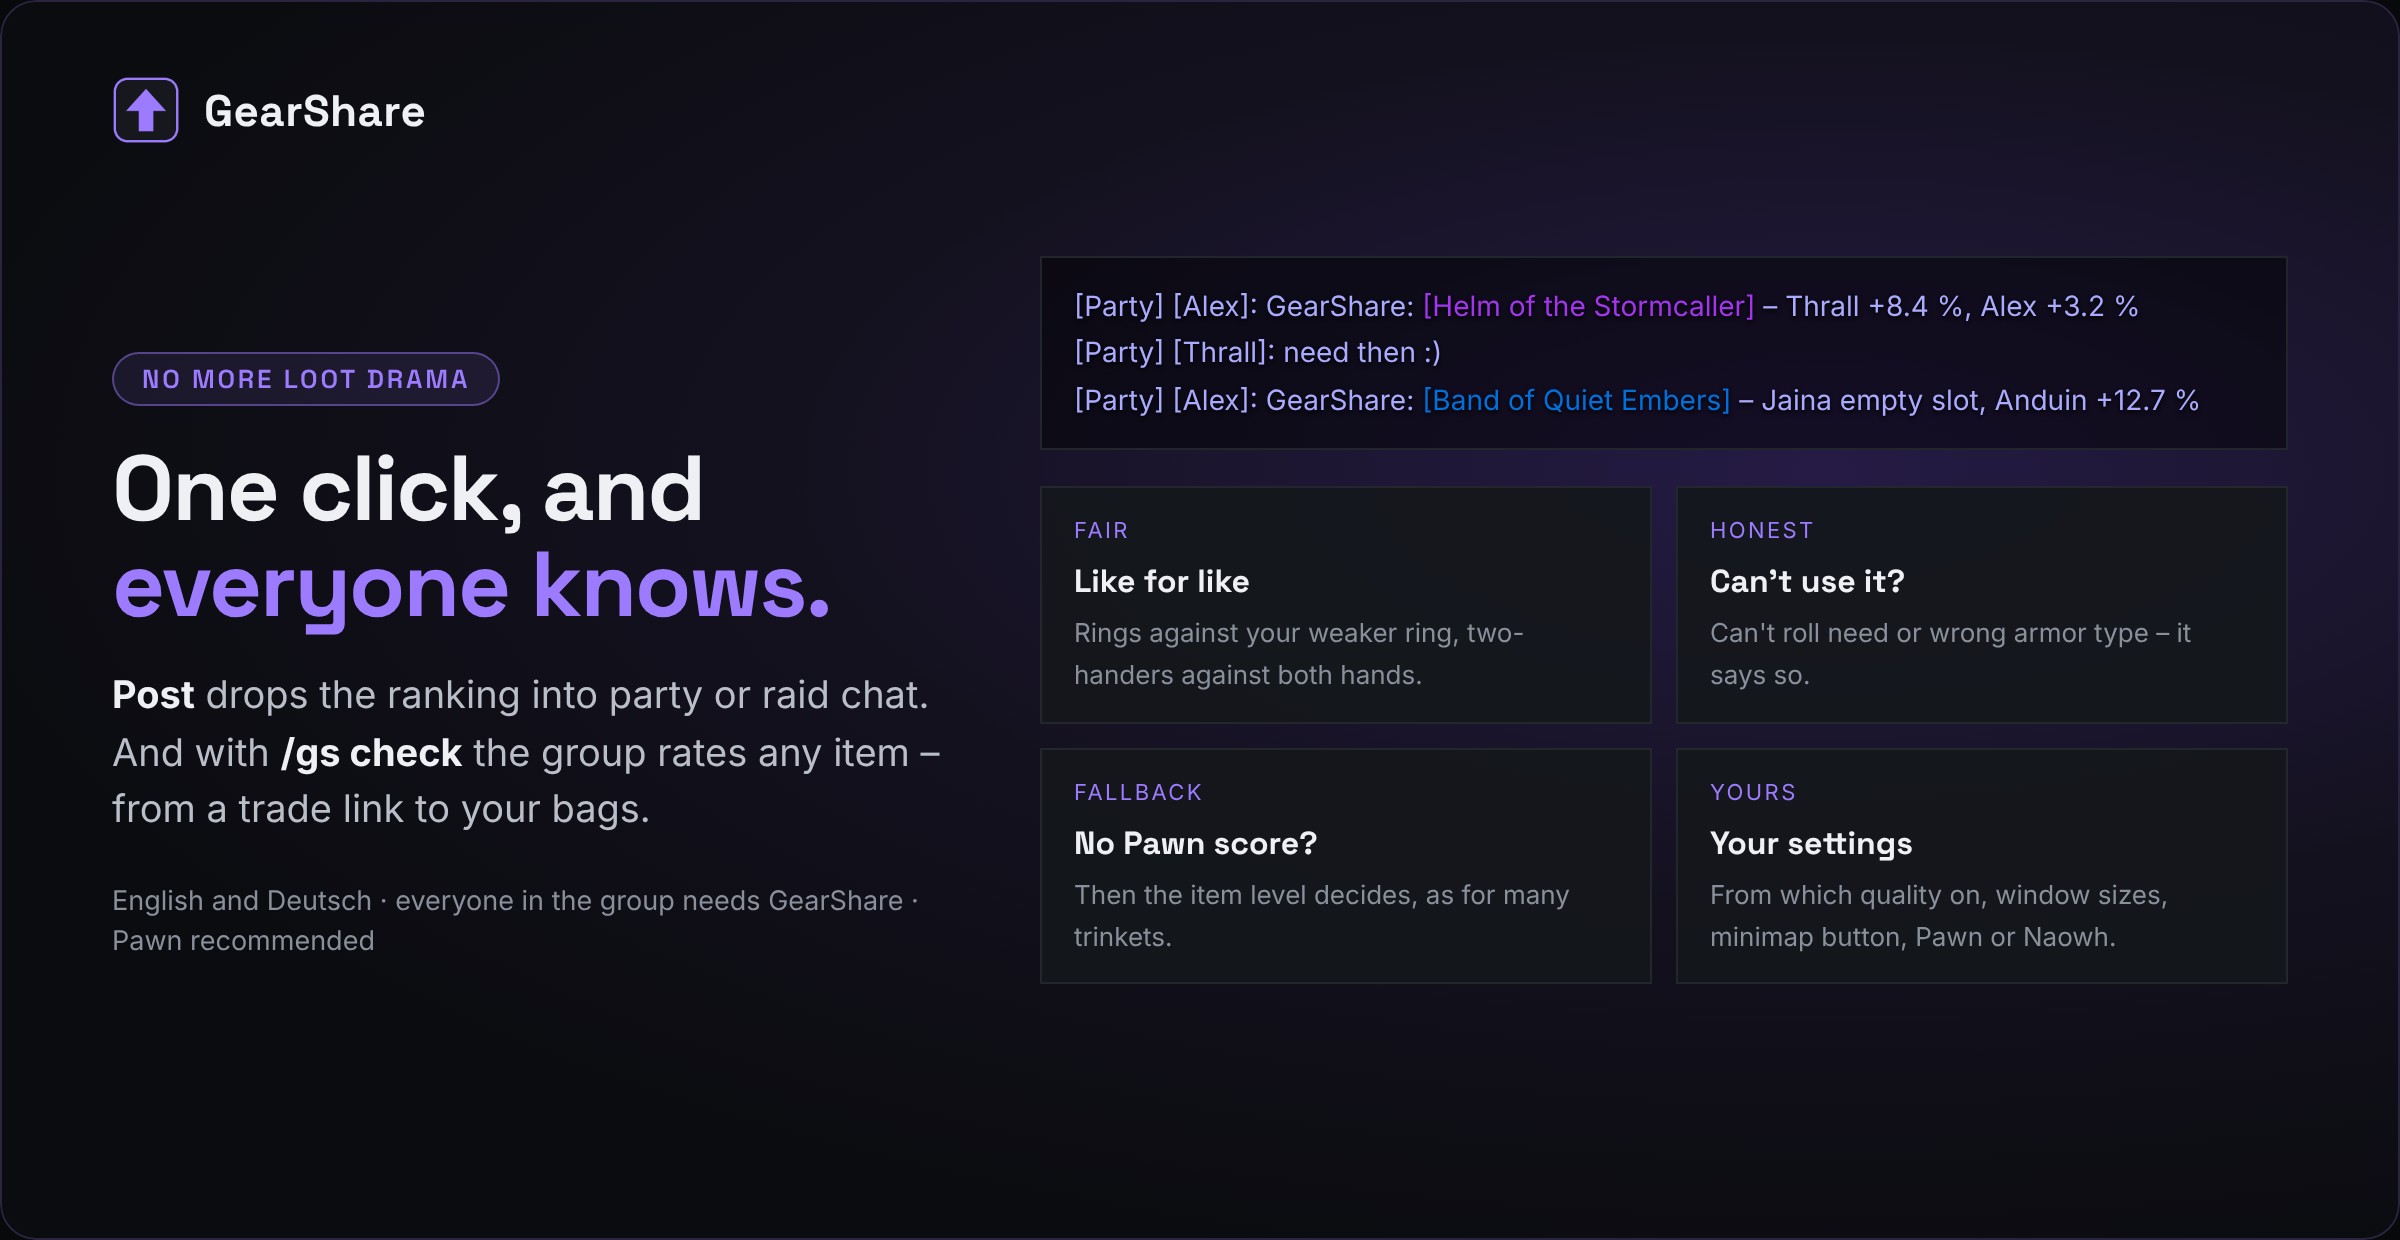 GearShare
NO MORE LOOT DRAMA
One click, and
everyone knows.
Post drops the ranking into party or raid chat.
And with /gs check the group rates any item –
from a trade link to your bags.
English and Deutsch · everyone in the group needs GearShare ·
Pawn recommended
[Party] [Alex]: GearShare: [Helm of the Stormcaller] – Thrall +8.4 %, Alex +3.2 %
[Party] [Thrall]: need then :)
[Party] [Alex]: GearShare: [Band of Quiet Embers] – Jaina empty slot, Anduin +12.7 %
FAIR
Like for like
Rings against your weaker ring, two-
handers against both hands.
HONEST
Can’t use it?
Can't roll need or wrong armor type – it
says so.
FALLBACK
No Pawn score?
Then the item level decides, as for many
trinkets.
YOURS
Your settings
From which quality on, window sizes,
minimap button, Pawn or Naowh.